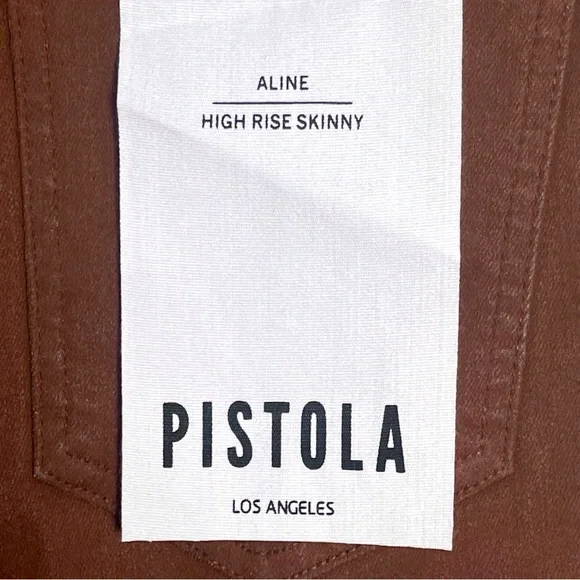 ALINE
HIGH RISE SKINNY
PISTOLA
LOS ANGELES